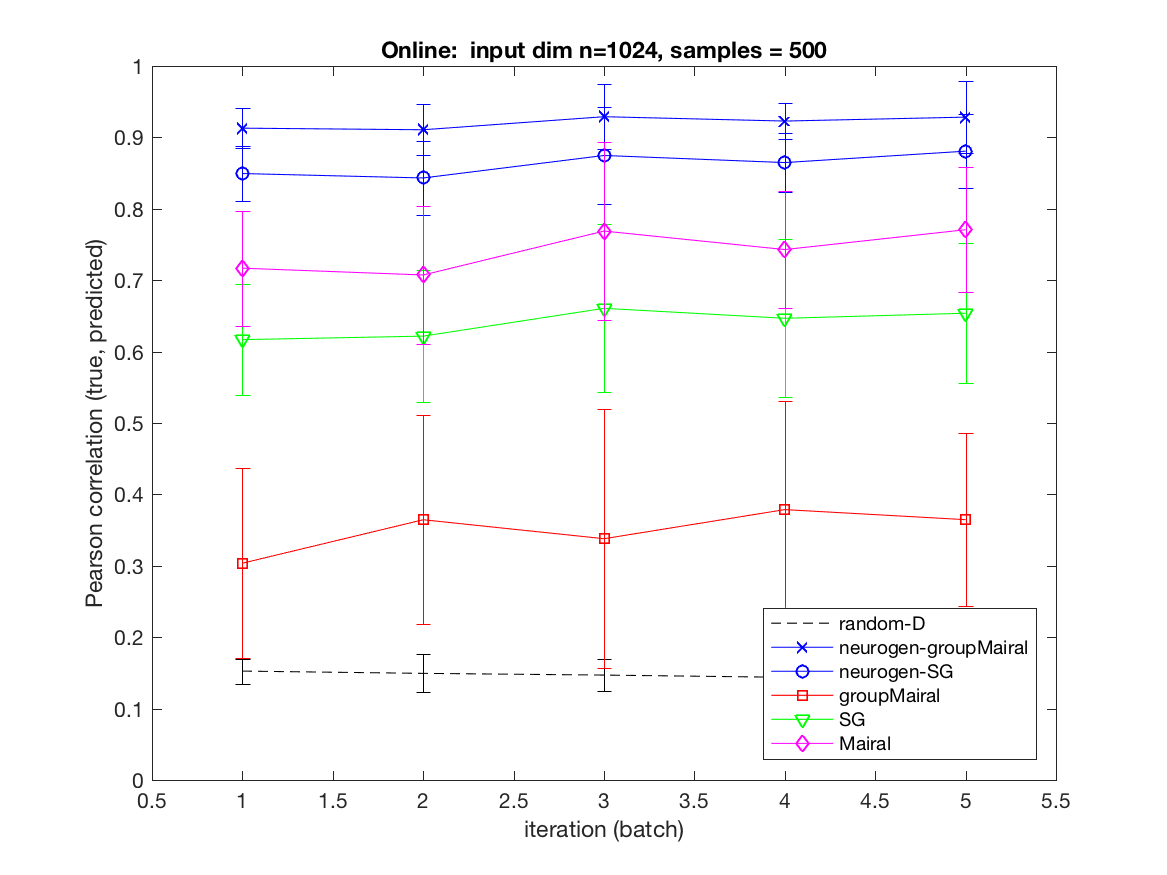 Online:  input dim n=1024, samples = 500
Pearson correlation (true, predicted)
1
0.9
0.8
0.7
0.6
0.5
0.4
0.3
0.2
0.1
0
random-D
neurogen-groupMairal
neurogen-SG
groupMairal
SG
Mairal
0.5 1 1.5 2 2.5 3 3.5 4 4.5 5 5.5
iteration (batch)